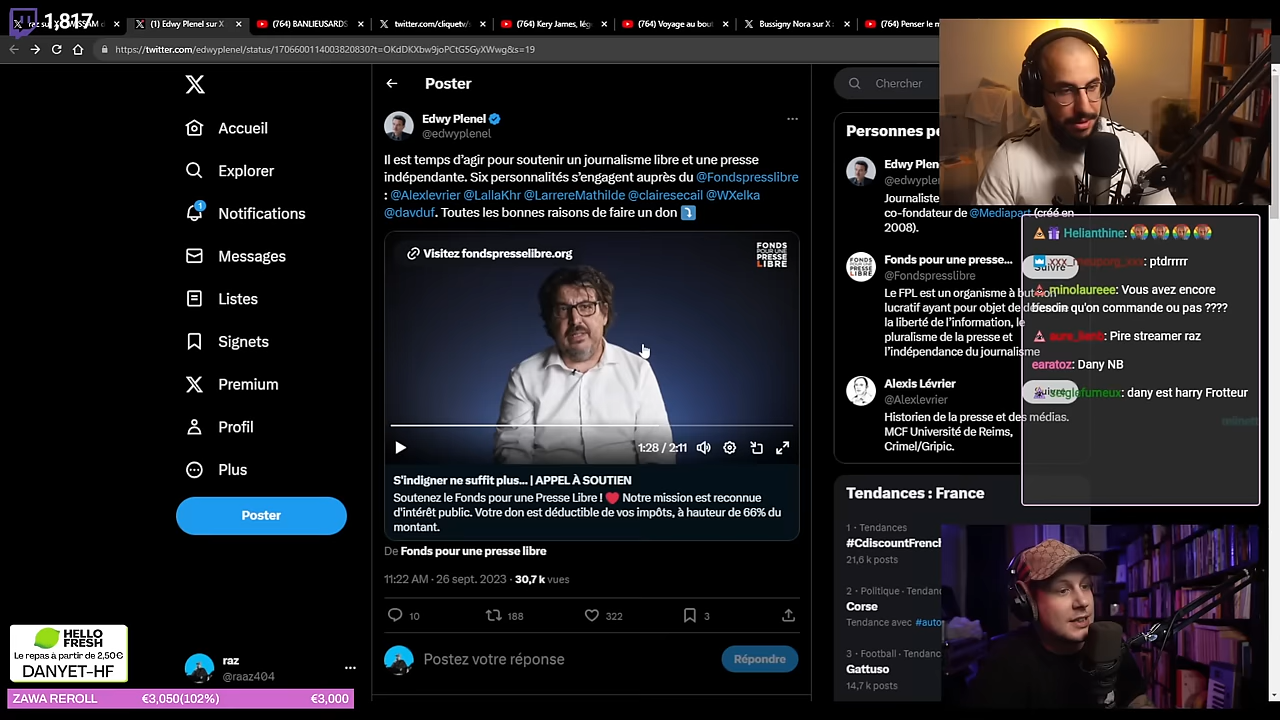 1,817
(1) Edwy Plenel sur X
(764) BANLIEUSARDS
twitter.com/cliquetv/s
(764) Kery James, lég
(764) Voyage au bout
Bussigny Nora sur X
(764) Penser le m
https://twitter.com/edwyplenel/status/1706600114003820830?t=OKdDKXbw9joPCtG5GyXWwg&s=19
Accueil
Explorer
1
Notifications
Messages
Listes
Signets
Premium
Profil
Plus
Poster
raz
@raaz404
HELLO
FRESH
Le repas à partir de 2,50€
DANYET-HF
ZAWA REROLL €3,050(102%) €3,000
Poster
Edwy Plenel
@edwyplenel
Il est temps d’agir pour soutenir un journalisme libre et une presse
indépendante. Six personnalités s’engagent auprès du @Fondspresslibre
: @Alexlevrier @LallaKhr @LarrereMathilde @clairesecail @WXelka
@davduf. Toutes les bonnes raisons de faire un don
Visitez fondspresselibre.org
FONDS
POUR UNE
PRESSE
LIBRE
1:28 / 2:11
S'indigner ne suffit plus... | APPEL À SOUTIEN
Soutenez le Fonds pour une Presse Libre ! ❤️ Notre mission est reconnue
d’intérêt public. Votre don est déductible de vos impôts, à hauteur de 66% du
montant.
De Fonds pour une presse libre
11:22 AM · 26 sept. 2023 · 30,7 k vues
10 188 322 3
Postez votre réponse
Répondre
Chercher
Personnes p
Edwy Plen
@edwyple
Journaliste
co-fondateur de @Mediapart (créé en
2008).
Fonds pour une presse...
@Fondspresslibre
Suivre
Le FPL est un organisme à but non
lucratif ayant pour objet de
la liberté de l’information, le
pluralisme de la presse et
l’indépendance du journalisme
Alexis Lévrier
@Alexlevrier
Suivre
Historien de la presse et des médias.
MCF Université de Reims,
Crimel/Gripic.
Tendances : France
1 · Tendances
#CdiscountFrench
21,6 k posts
2 · Politique · Tendanc
Corse
Tendance avec #auto
3 · Football · Tendanc
Gattuso
14,7 k posts
Helianthine:
ptdrrrrr
minolaureee: Vous avez encore
besoin qu'on commande ou pas ????
Pire streamer raz
earatoz: Dany NB
dany est harry Frotteur